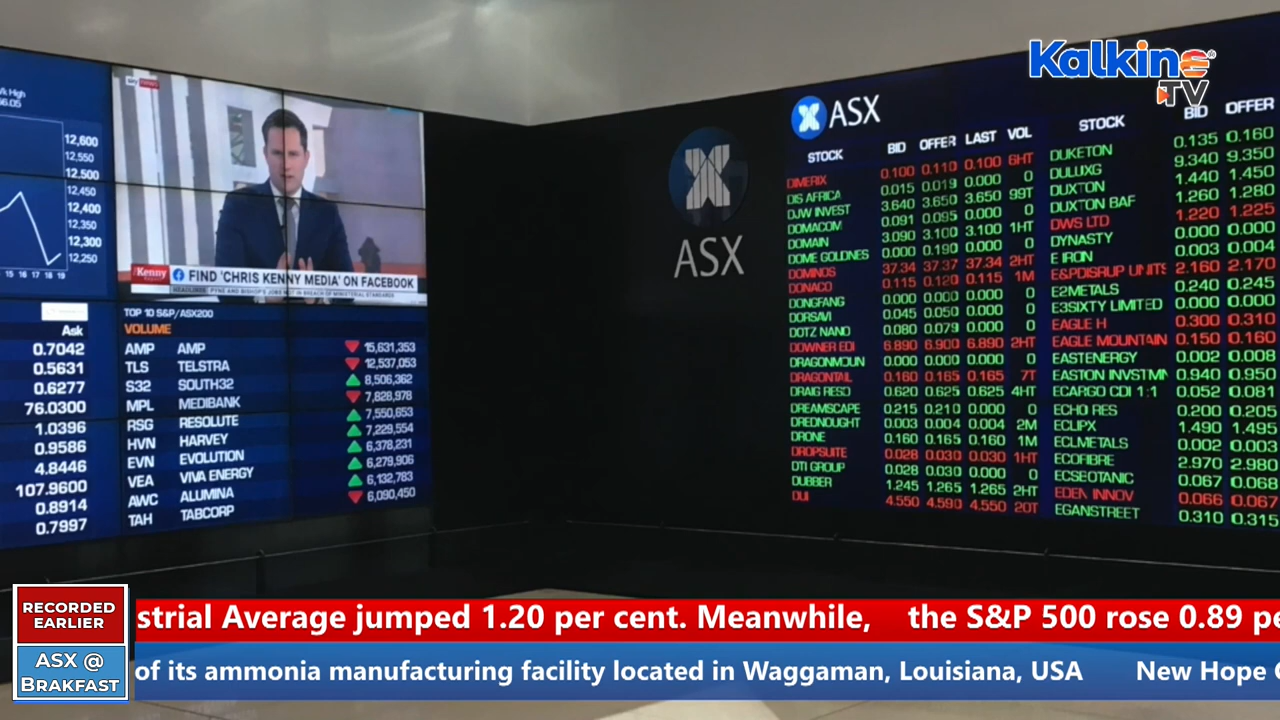 Kalkine
TV
7k High
56.05
12,600
12,550
12,500
12,450
12,400
12,350
12,300
12,250
15 16 17 18 19
sky news
Kenny
FIND 'CHRIS KENNY MEDIA' ON FACEBOOK
HEADLINES PYNE AND BISHOP'S JOBS NOT IN BREACH OF MINISTERIAL STANDARDS
Ask
0.7042
0.5631
0.6277
76.0300
1.0396
0.9586
4.8446
107.9600
0.8914
0.7997
TOP 10 S&P/ASX200
VOLUME
AMP AMP 15,631,353
TLS TELSTRA 12,537,053
S32 SOUTH32 8,506,362
MPL MEDIBANK 7,828,978
RSG RESOLUTE 7,550,653
HVN HARVEY 7,229,554
EVN EVOLUTION 6,378,231
VEA VIVA ENERGY 6,279,906
AWC ALUMINA 6,132,783
TAH TABCORP 6,090,450
ASX
ASX
STOCK BID OFFER LAST VOL
DIMERIX 0.100 0.110 0.100 6HT
DIS AFRICA 0.015 0.019 0.000 0
DJW INVEST 3.640 3.650 3.650 99T
DOMACOM 0.091 0.095 0.000 0
DOMAIN 3.090 3.100 3.100 1HT
DOME GOLDNES 0.000 0.190 0.000 0
DOMINOS 37.34 37.37 37.34 2HT
DONACO 0.115 0.120 0.115 1M
DONGFANG 0.000 0.000 0.000 0
DORSAVI 0.045 0.050 0.000 0
DOTZ NANO 0.080 0.079 0.000 0
DOWNER EDI 6.890 6.900 6.890 2HT
DRAGONMOUN 0.000 0.000 0.000 0
DRAGONTAIL 0.160 0.165 0.165 7T
DRAIG RESO 0.620 0.625 0.625 4HT
DREAMSCAPE 0.215 0.210 0.000 0
DREDNOUGHT 0.003 0.004 0.004 2M
DRONE 0.160 0.165 0.160 1M
DROPSUITE 0.028 0.030 0.030 1HT
DTI GROUP 0.028 0.030 0.000 0
DUBBER 1.245 1.265 1.265 2HT
DUI 4.550 4.590 4.550 20T
STOCK BID OFFER
DUKETON 0.135 0.160
DULUXG 9.340 9.350
DUXTON 1.440 1.450
DUXTON BAF 1.260 1.280
DWS LTD 1.220 1.225
DYNASTY 0.000 0.000
E IRON 0.003 0.004
E&PDISRUP UNITS 2.160 2.170
E2METALS 0.240 0.245
E3SIXTY LIMITED 0.000 0.000
EAGLE H 0.300 0.310
EAGLE MOUNTAIN 0.150 0.160
EASTENERGY 0.002 0.008
EASTON INVSTMN 0.940 0.950
ECARGO CDI 1:1 0.052 0.081
ECHO RES 0.200 0.205
ECLIPX 1.490 1.495
ECLMETALS 0.002 0.003
ECOFIBRE 2.970 2.980
ECSEOTANIC 0.067 0.068
EDEN INNOV 0.066 0.067
EGANSTREET 0.310 0.315
RECORDED
EARLIER
strial Average jumped 1.20 per cent. Meanwhile, the S&P 500 rose 0.89 pe
ASX @
BRAKFAST
of its ammonia manufacturing facility located in Waggaman, Louisiana, USA New Hope